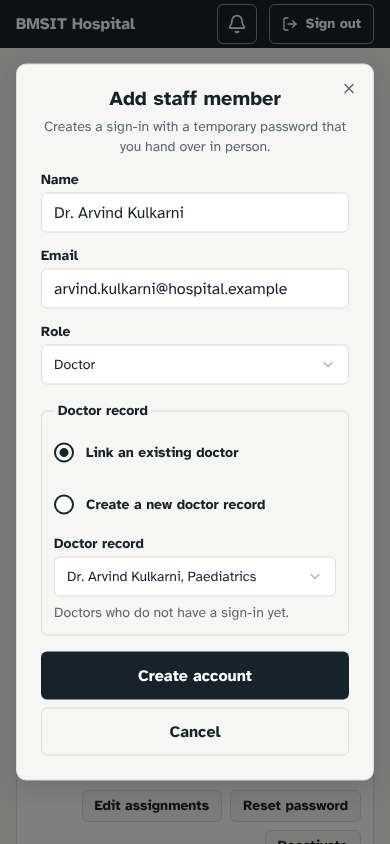 BMSIT Hospital
Sign out
Add staff member
Creates a sign-in with a temporary password that
you hand over in person.
Name
Dr. Arvind Kulkarni
Email
arvind.kulkarni@hospital.example
Role
Doctor
Doctor record
Link an existing doctor
Create a new doctor record
Doctor record
Dr. Arvind Kulkarni, Paediatrics
Doctors who do not have a sign-in yet.
Create account
Cancel
Edit assignments
Reset password
Deactivate